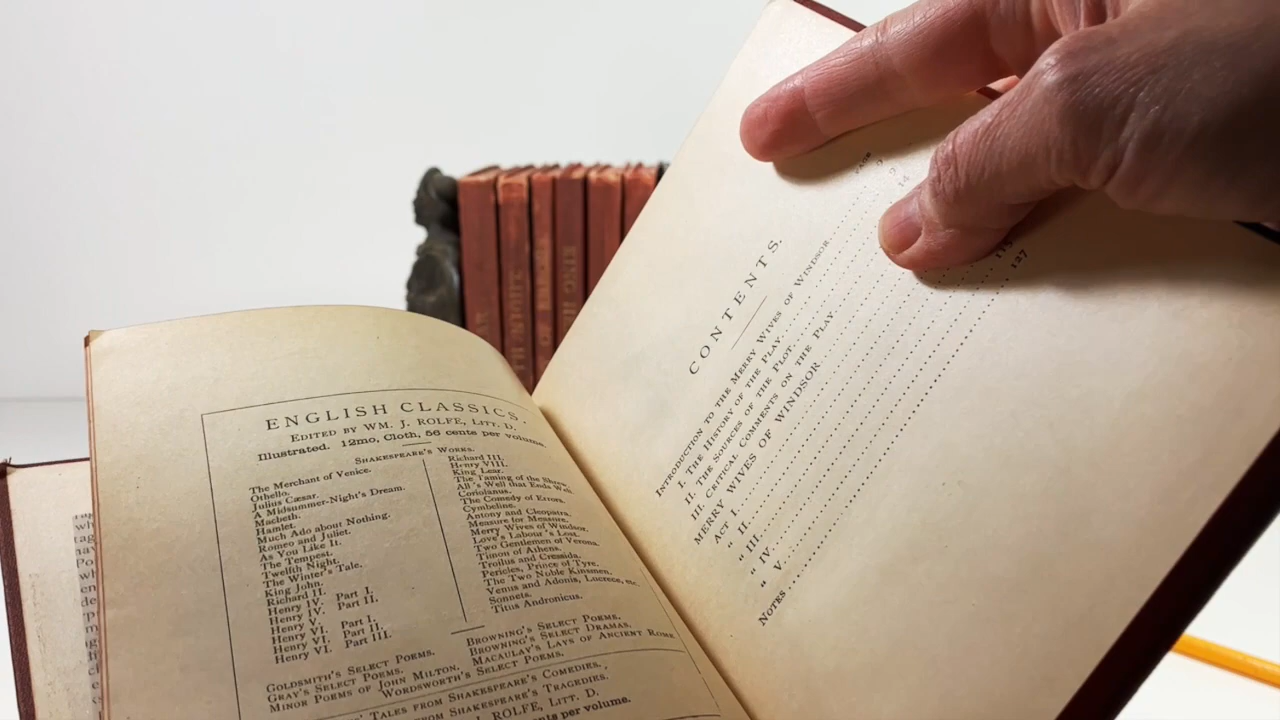 ENGLISH CLASSICS.
EDITED BY WM. J. ROLFE, LITT. D.
Illustrated. 12mo, Cloth, 56 cents per volume.
SHAKESPEARE'S WORKS.
The Merchant of Venice.
Othello.
Julius Cæsar.
A Midsummer-Night's Dream.
Macbeth.
Hamlet.
Much Ado about Nothing.
Romeo and Juliet.
As You Like It.
The Tempest.
Twelfth Night.
The Winter's Tale.
King John.
Richard II.
Henry IV. Part I.
Henry IV. Part II.
Henry V.
Henry VI. Part I.
Henry VI. Part II.
Henry VI. Part III.
Richard III.
Henry VIII.
King Lear.
The Taming of the Shrew.
All's Well that Ends Well.
Coriolanus.
The Comedy of Errors.
Cymbeline.
Antony and Cleopatra.
Measure for Measure.
Merry Wives of Windsor.
Love's Labour's Lost.
Two Gentlemen of Verona.
Timon of Athens.
Troilus and Cressida.
Pericles, Prince of Tyre.
The Two Noble Kinsmen.
Venus and Adonis, Lucrece, etc.
Sonnets.
Titus Andronicus.
GOLDSMITH'S SELECT POEMS. BROWNING'S SELECT POEMS.
GRAY'S SELECT POEMS. BROWNING'S SELECT DRAMAS.
MINOR POEMS OF JOHN MILTON. MACAULAY'S LAYS OF ANCIENT ROME.
WORDSWORTH'S SELECT POEMS.
TALES FROM SHAKESPEARE'S COMEDIES.
FROM SHAKESPEARE'S TRAGEDIES.
ROLFE, LITT. D.
cents per volume.
CONTENTS.
PAGE
INTRODUCTION TO THE MERRY WIVES OF WINDSOR 9
I. THE HISTORY OF THE PLAY 9
II. THE SOURCES OF THE PLOT 14
III. CRITICAL COMMENTS ON THE PLAY
MERRY WIVES OF WINDSOR
ACT I.
" II.
" III.
" IV.
" V. 115
NOTES 127